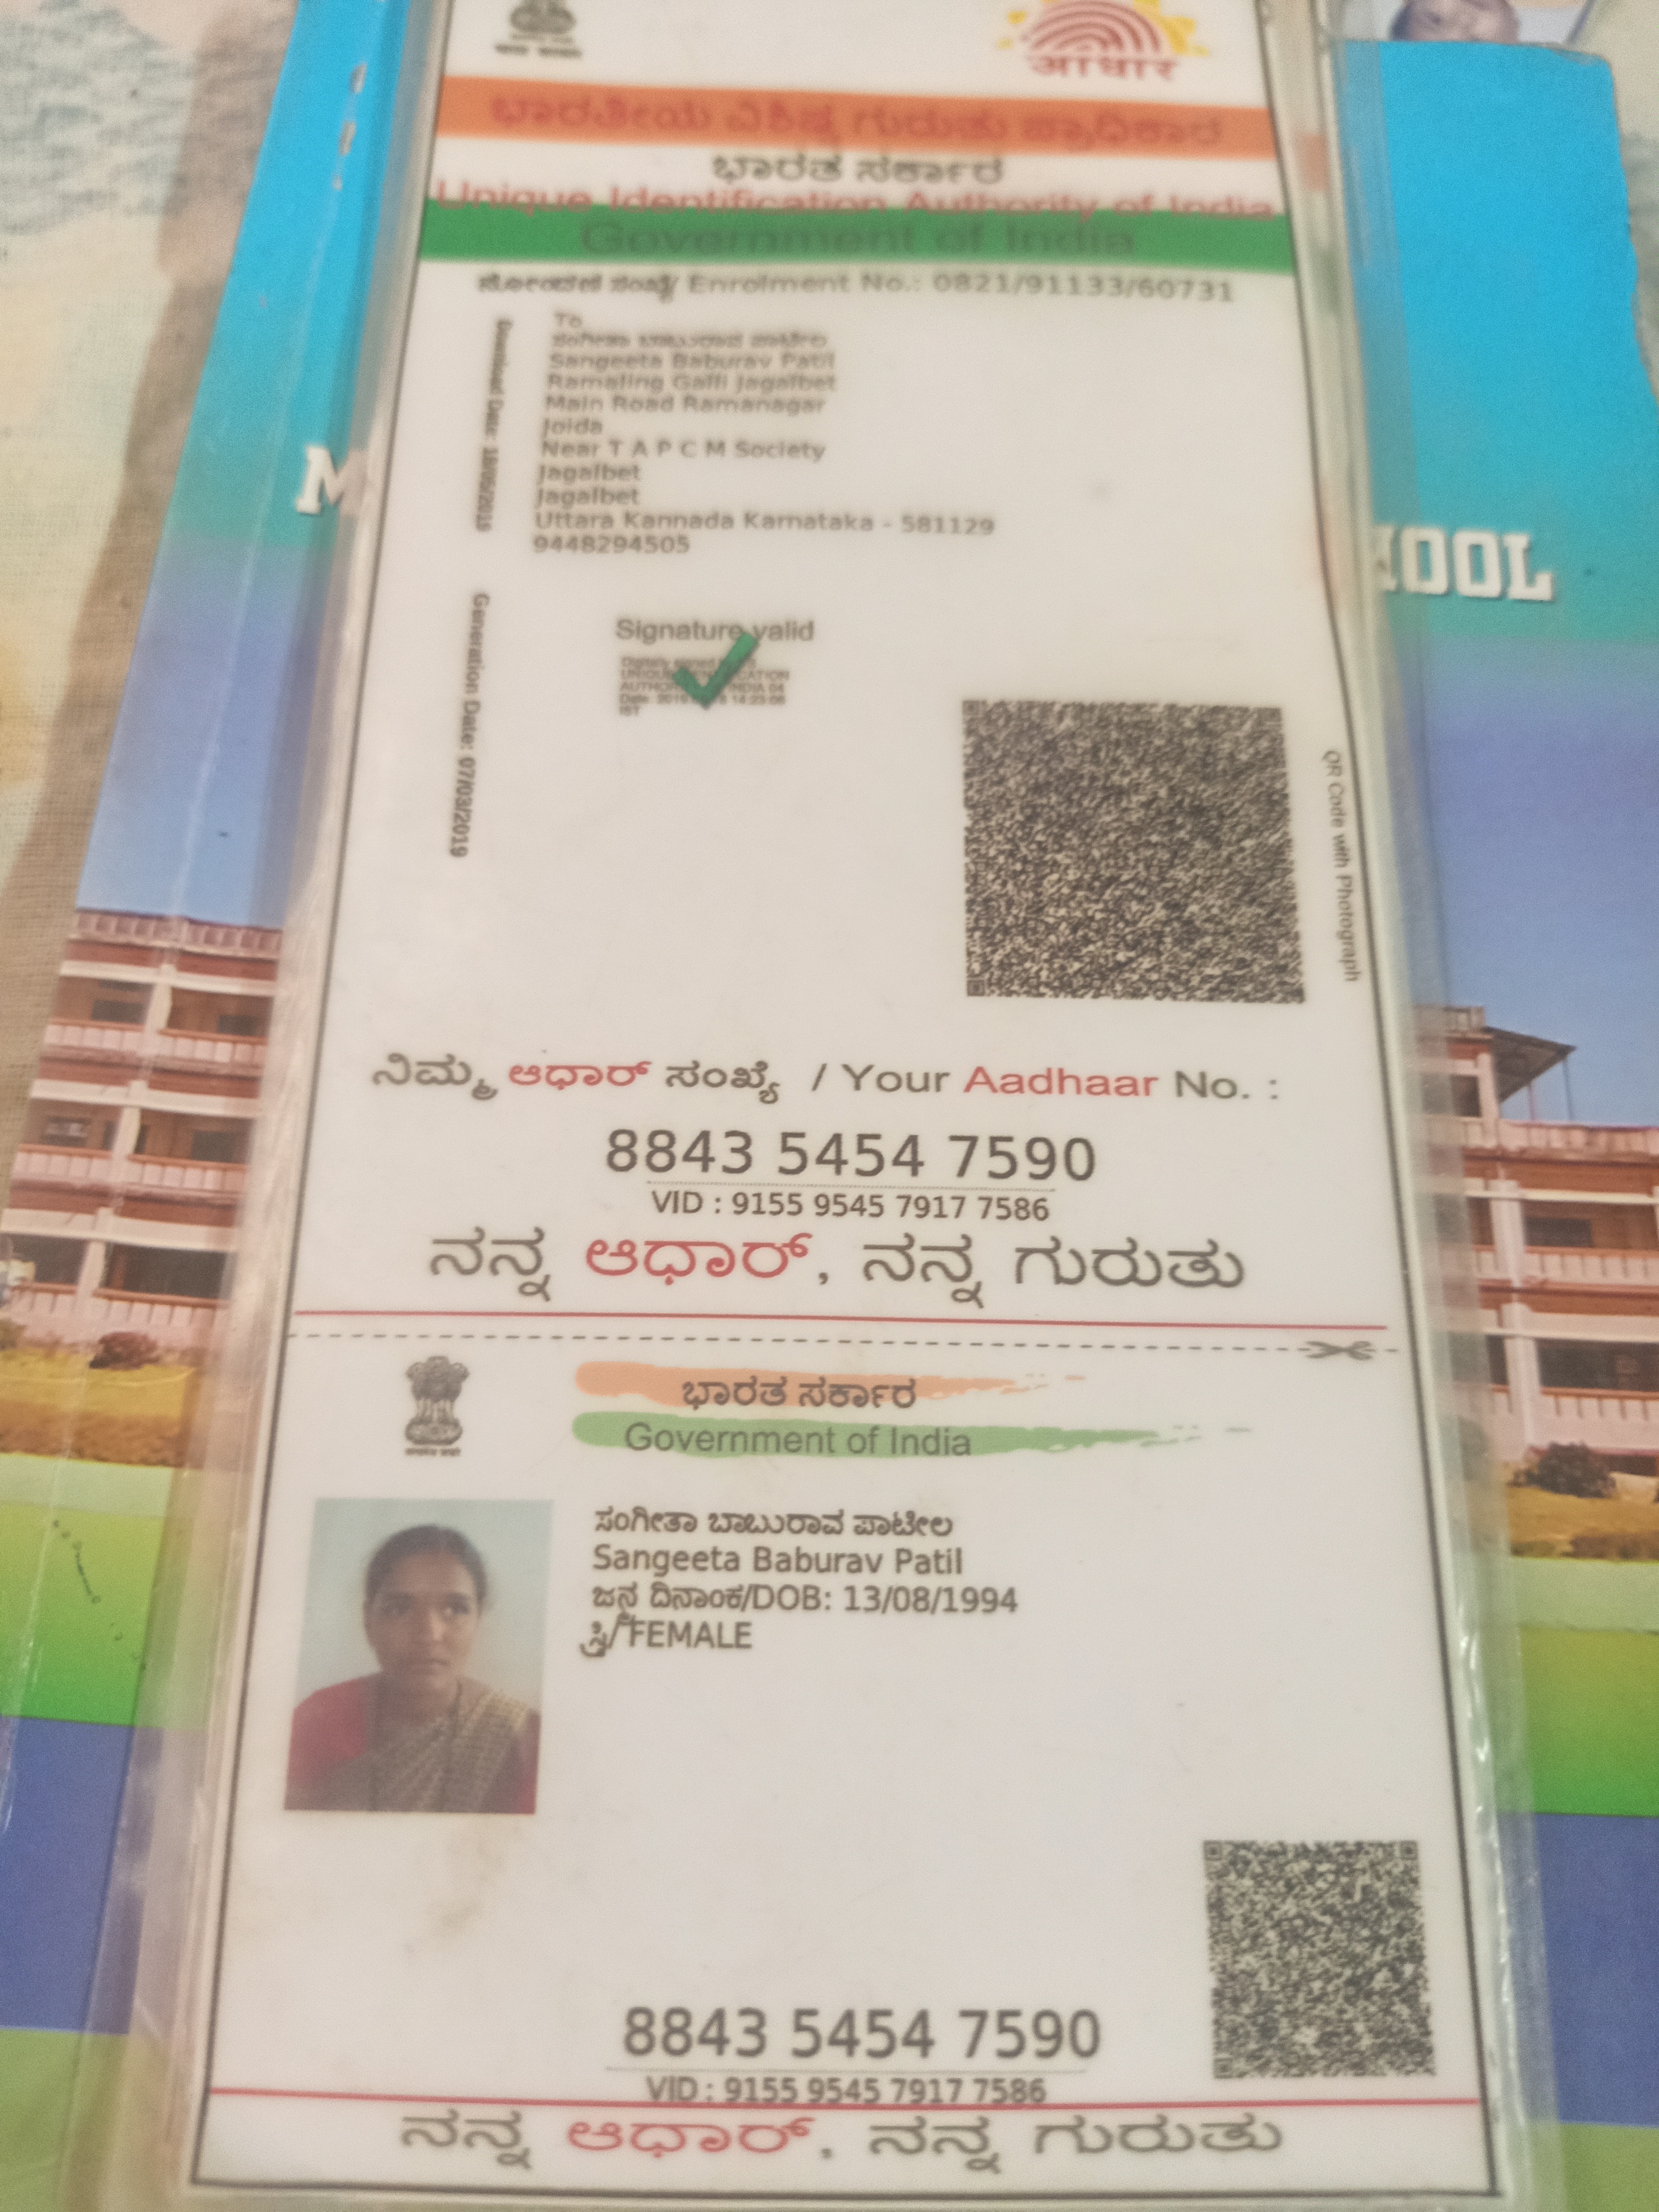 आधार
ಭಾರತೀಯ ವಿಶಿಷ್ಟ ಗುರುತು ಪ್ರಾಧಿಕಾರ
ಭಾರತ ಸರ್ಕಾರ
Unique Identification Authority of India
Government of India
Enrolment No.: 0821/91133/60731
To
ಸಂಗೀತಾ ಬಾಬುರಾವ ಪಾಟೀಲ
Sangeeta Baburav Patil
Ramaling Galli Jagalbet
Main Road Ramanagar
Joida
Near T A P C M Society
Jagalbet
Jagalbet
Uttara Kannada Karnataka - 581129
9448294505
Generation Date: 07/03/2019
Signature valid
QR Code with Photograph
ನಿಮ್ಮ ಆಧಾರ್ ಸಂಖ್ಯೆ / Your Aadhaar No. :
8843 5454 7590
VID : 9155 9545 7917 7586
ನನ್ನ ಆಧಾರ್, ನನ್ನ ಗುರುತು
ಭಾರತ ಸರ್ಕಾರ
Government of India
ಸಂಗೀತಾ ಬಾಬುರಾವ ಪಾಟೀಲ
Sangeeta Baburav Patil
ಜನ್ಮ ದಿನಾಂಕ/DOB: 13/08/1994
ಸ್ತ್ರೀ/ FEMALE
8843 5454 7590
VID : 9155 9545 7917 7586
ನನ್ನ ಆಧಾರ್, ನನ್ನ ಗುರುತು